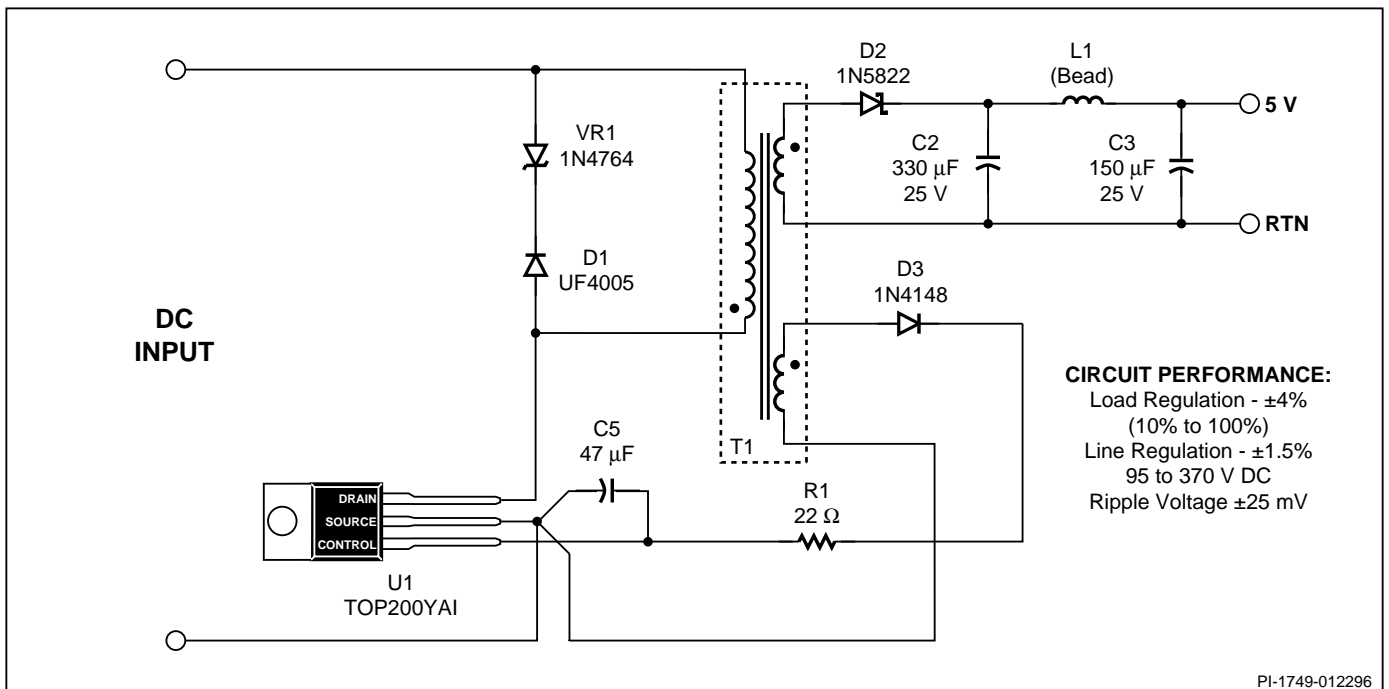 D2
1N5822
L1
(Bead)
5 V
VR1
1N4764
C2
330 μF
25 V
C3
150 μF
25 V
RTN
D1
UF4005
D3
1N4148
DC
INPUT
CIRCUIT PERFORMANCE:
Load Regulation - ±4%
(10% to 100%)
Line Regulation - ±1.5%
95 to 370 V DC
Ripple Voltage ±25 mV
C5
47 μF
T1
R1
22 Ω
DRAIN
SOURCE
CONTROL
U1
TOP200YAI
PI-1749-012296